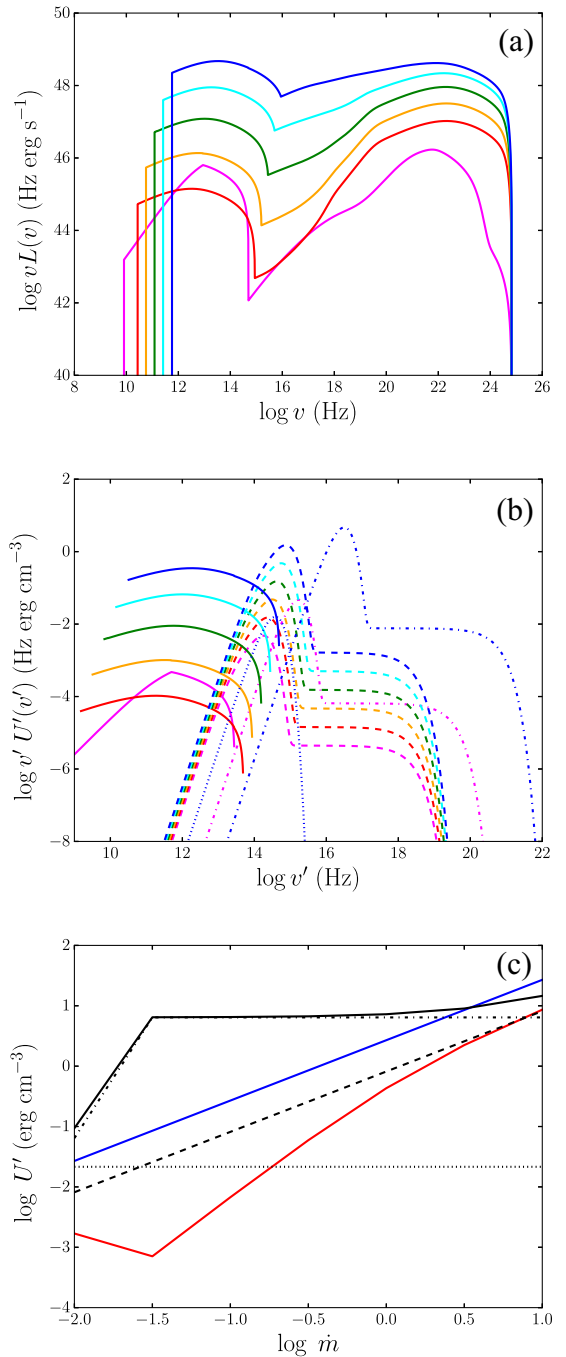 (a)
log νL(ν) (Hz erg s⁻¹)
50
48
46
44
42
40
8 10 12 14 16 18 20 22 24 26
log ν (Hz)
(b)
log ν′ U′(ν′) (Hz erg cm⁻³)
2
0
−2
−4
−6
−8
10 12 14 16 18 20 22
log ν′ (Hz)
(c)
log U′ (erg cm⁻³)
2
1
0
−1
−2
−3
−4
−2.0 −1.5 −1.0 −0.5 0.0 0.5 1.0
log ṁ